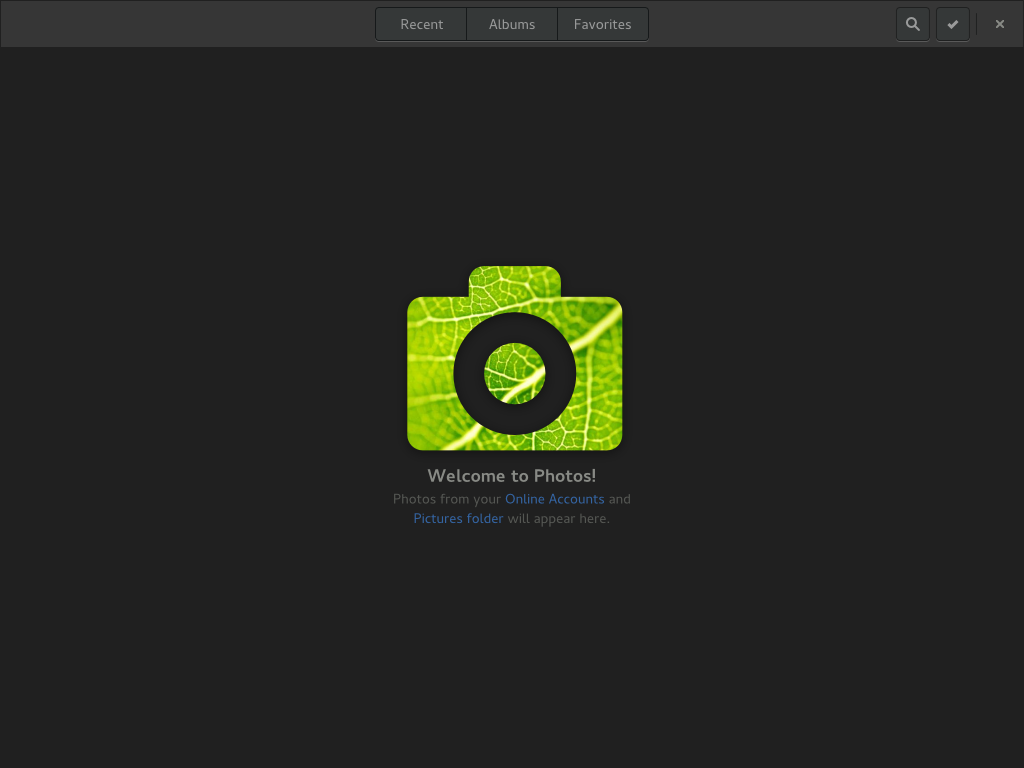 Recent Albums Favorites
Welcome to Photos!
Photos from your Online Accounts and
Pictures folder will appear here.